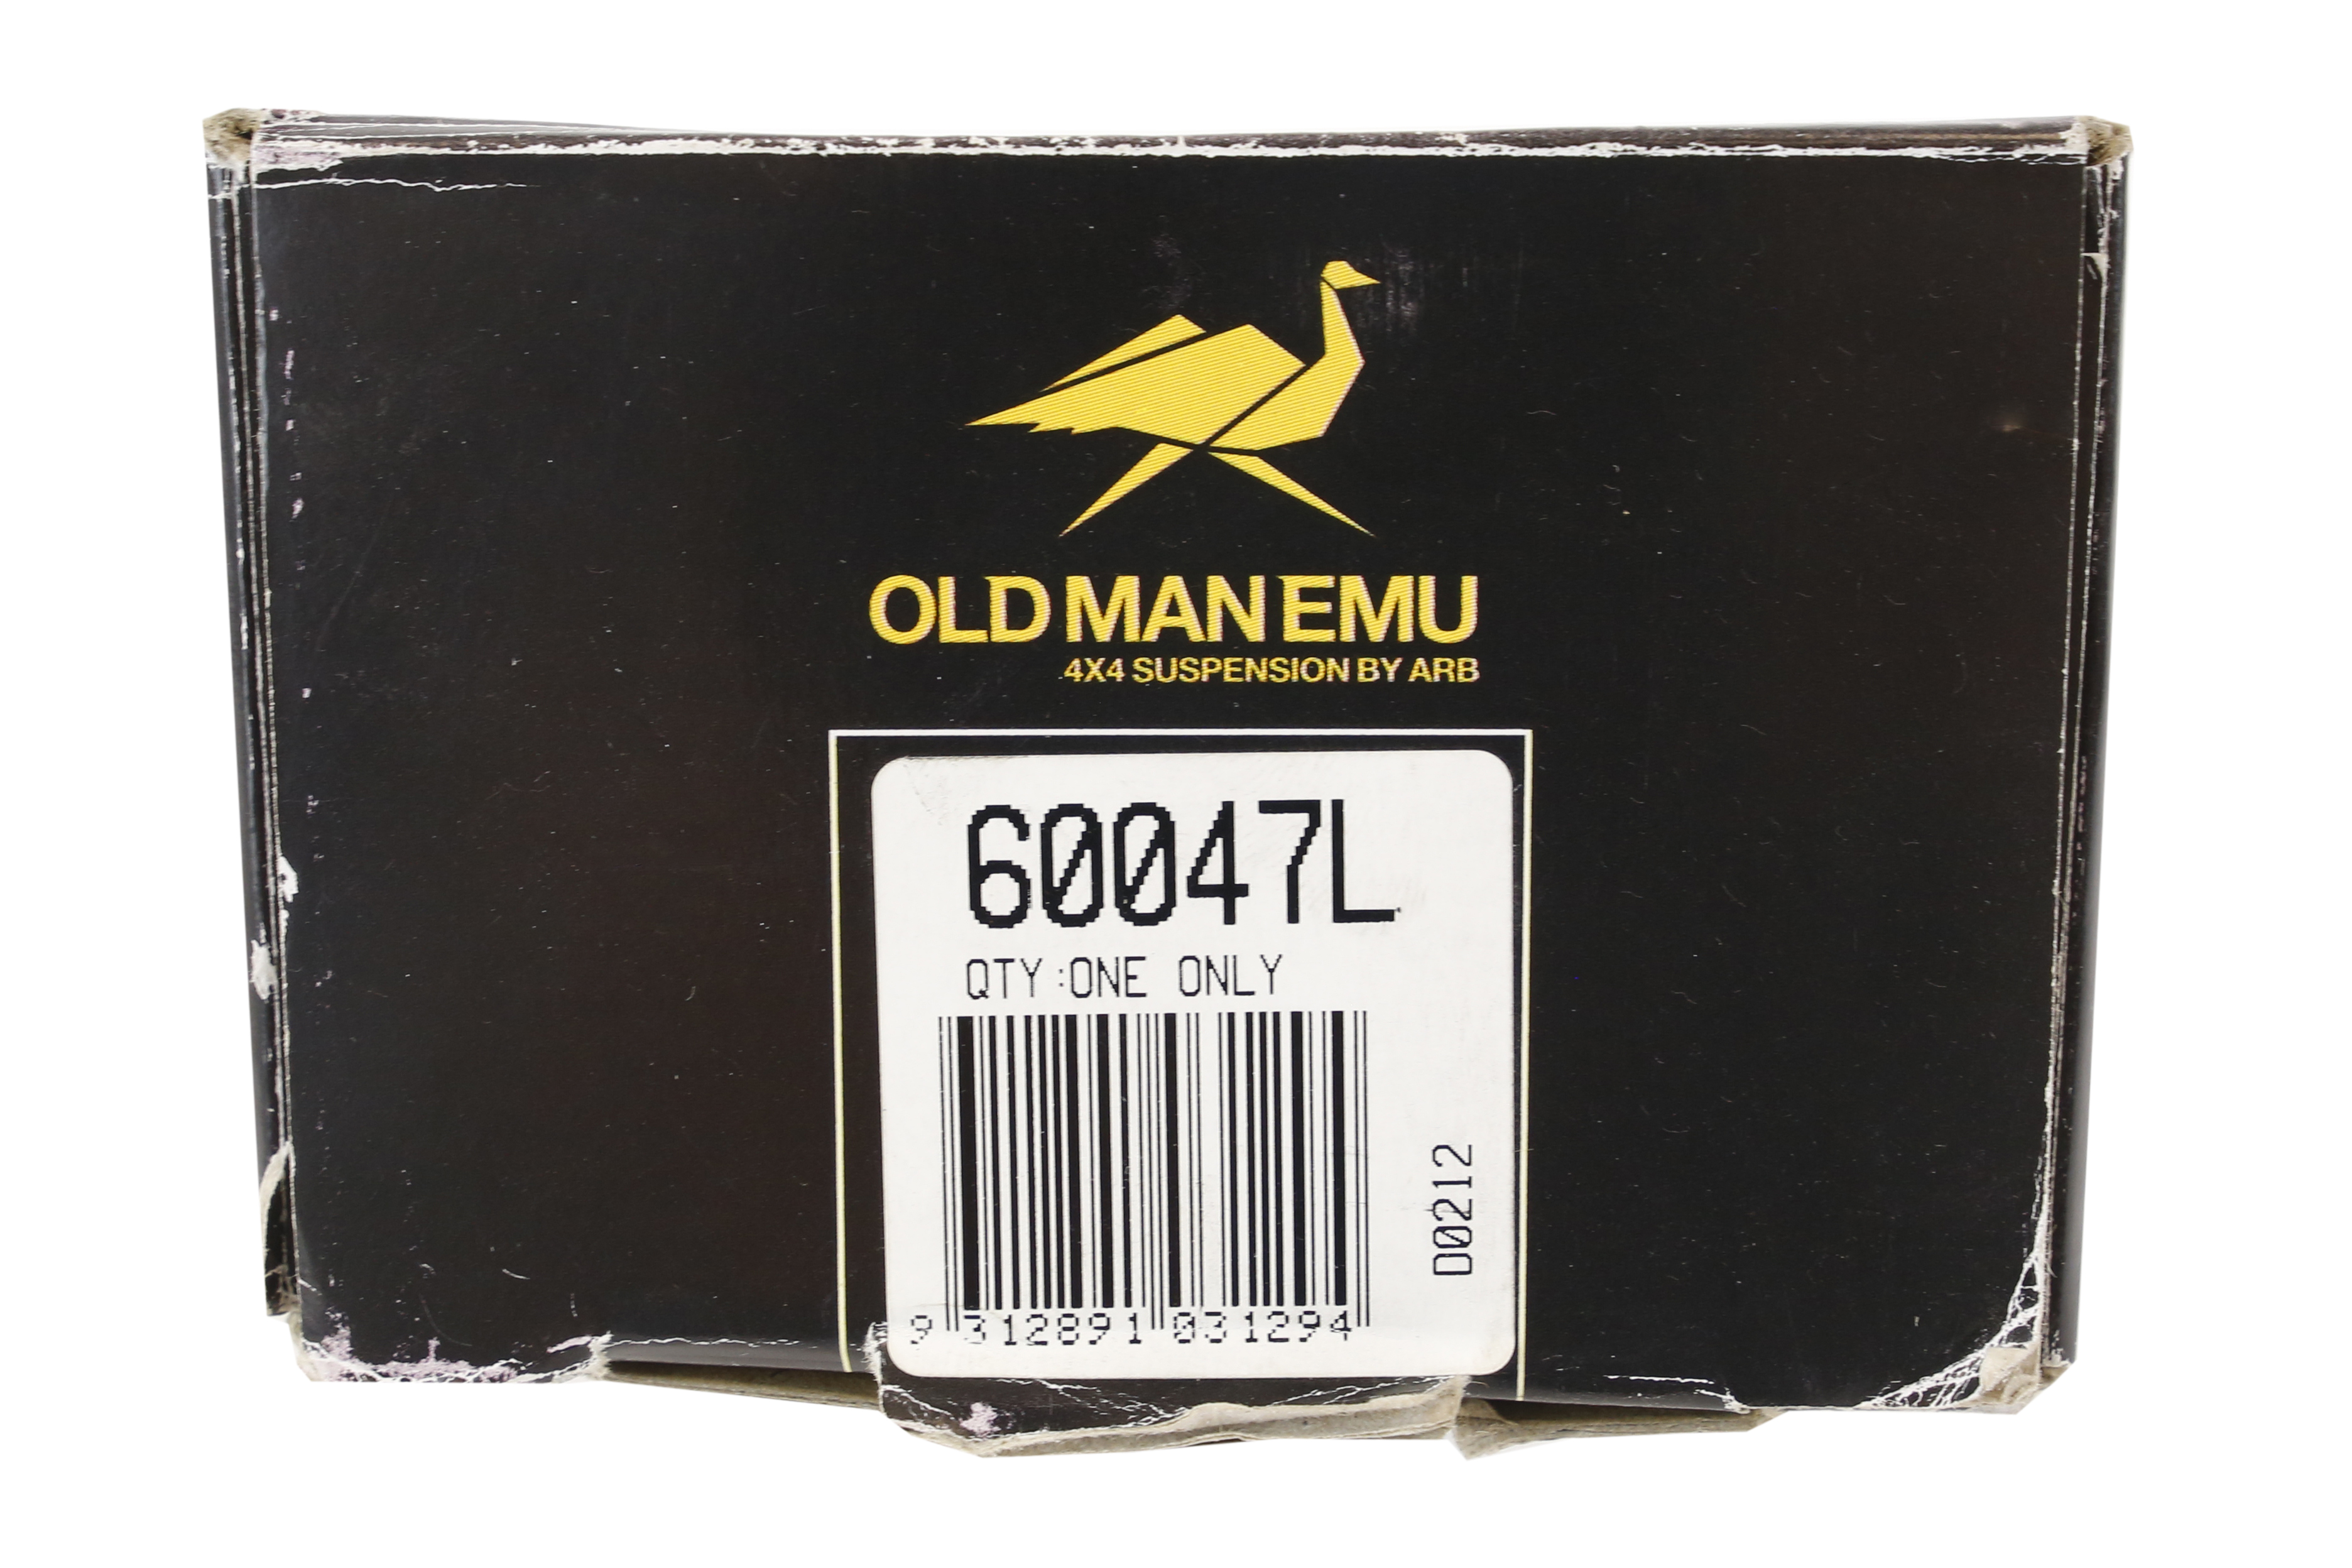 OLD MAN EMU
4X4 SUSPENSION BY ARB
60047L
QTY:ONE ONLY
D0212
9 312891 031294